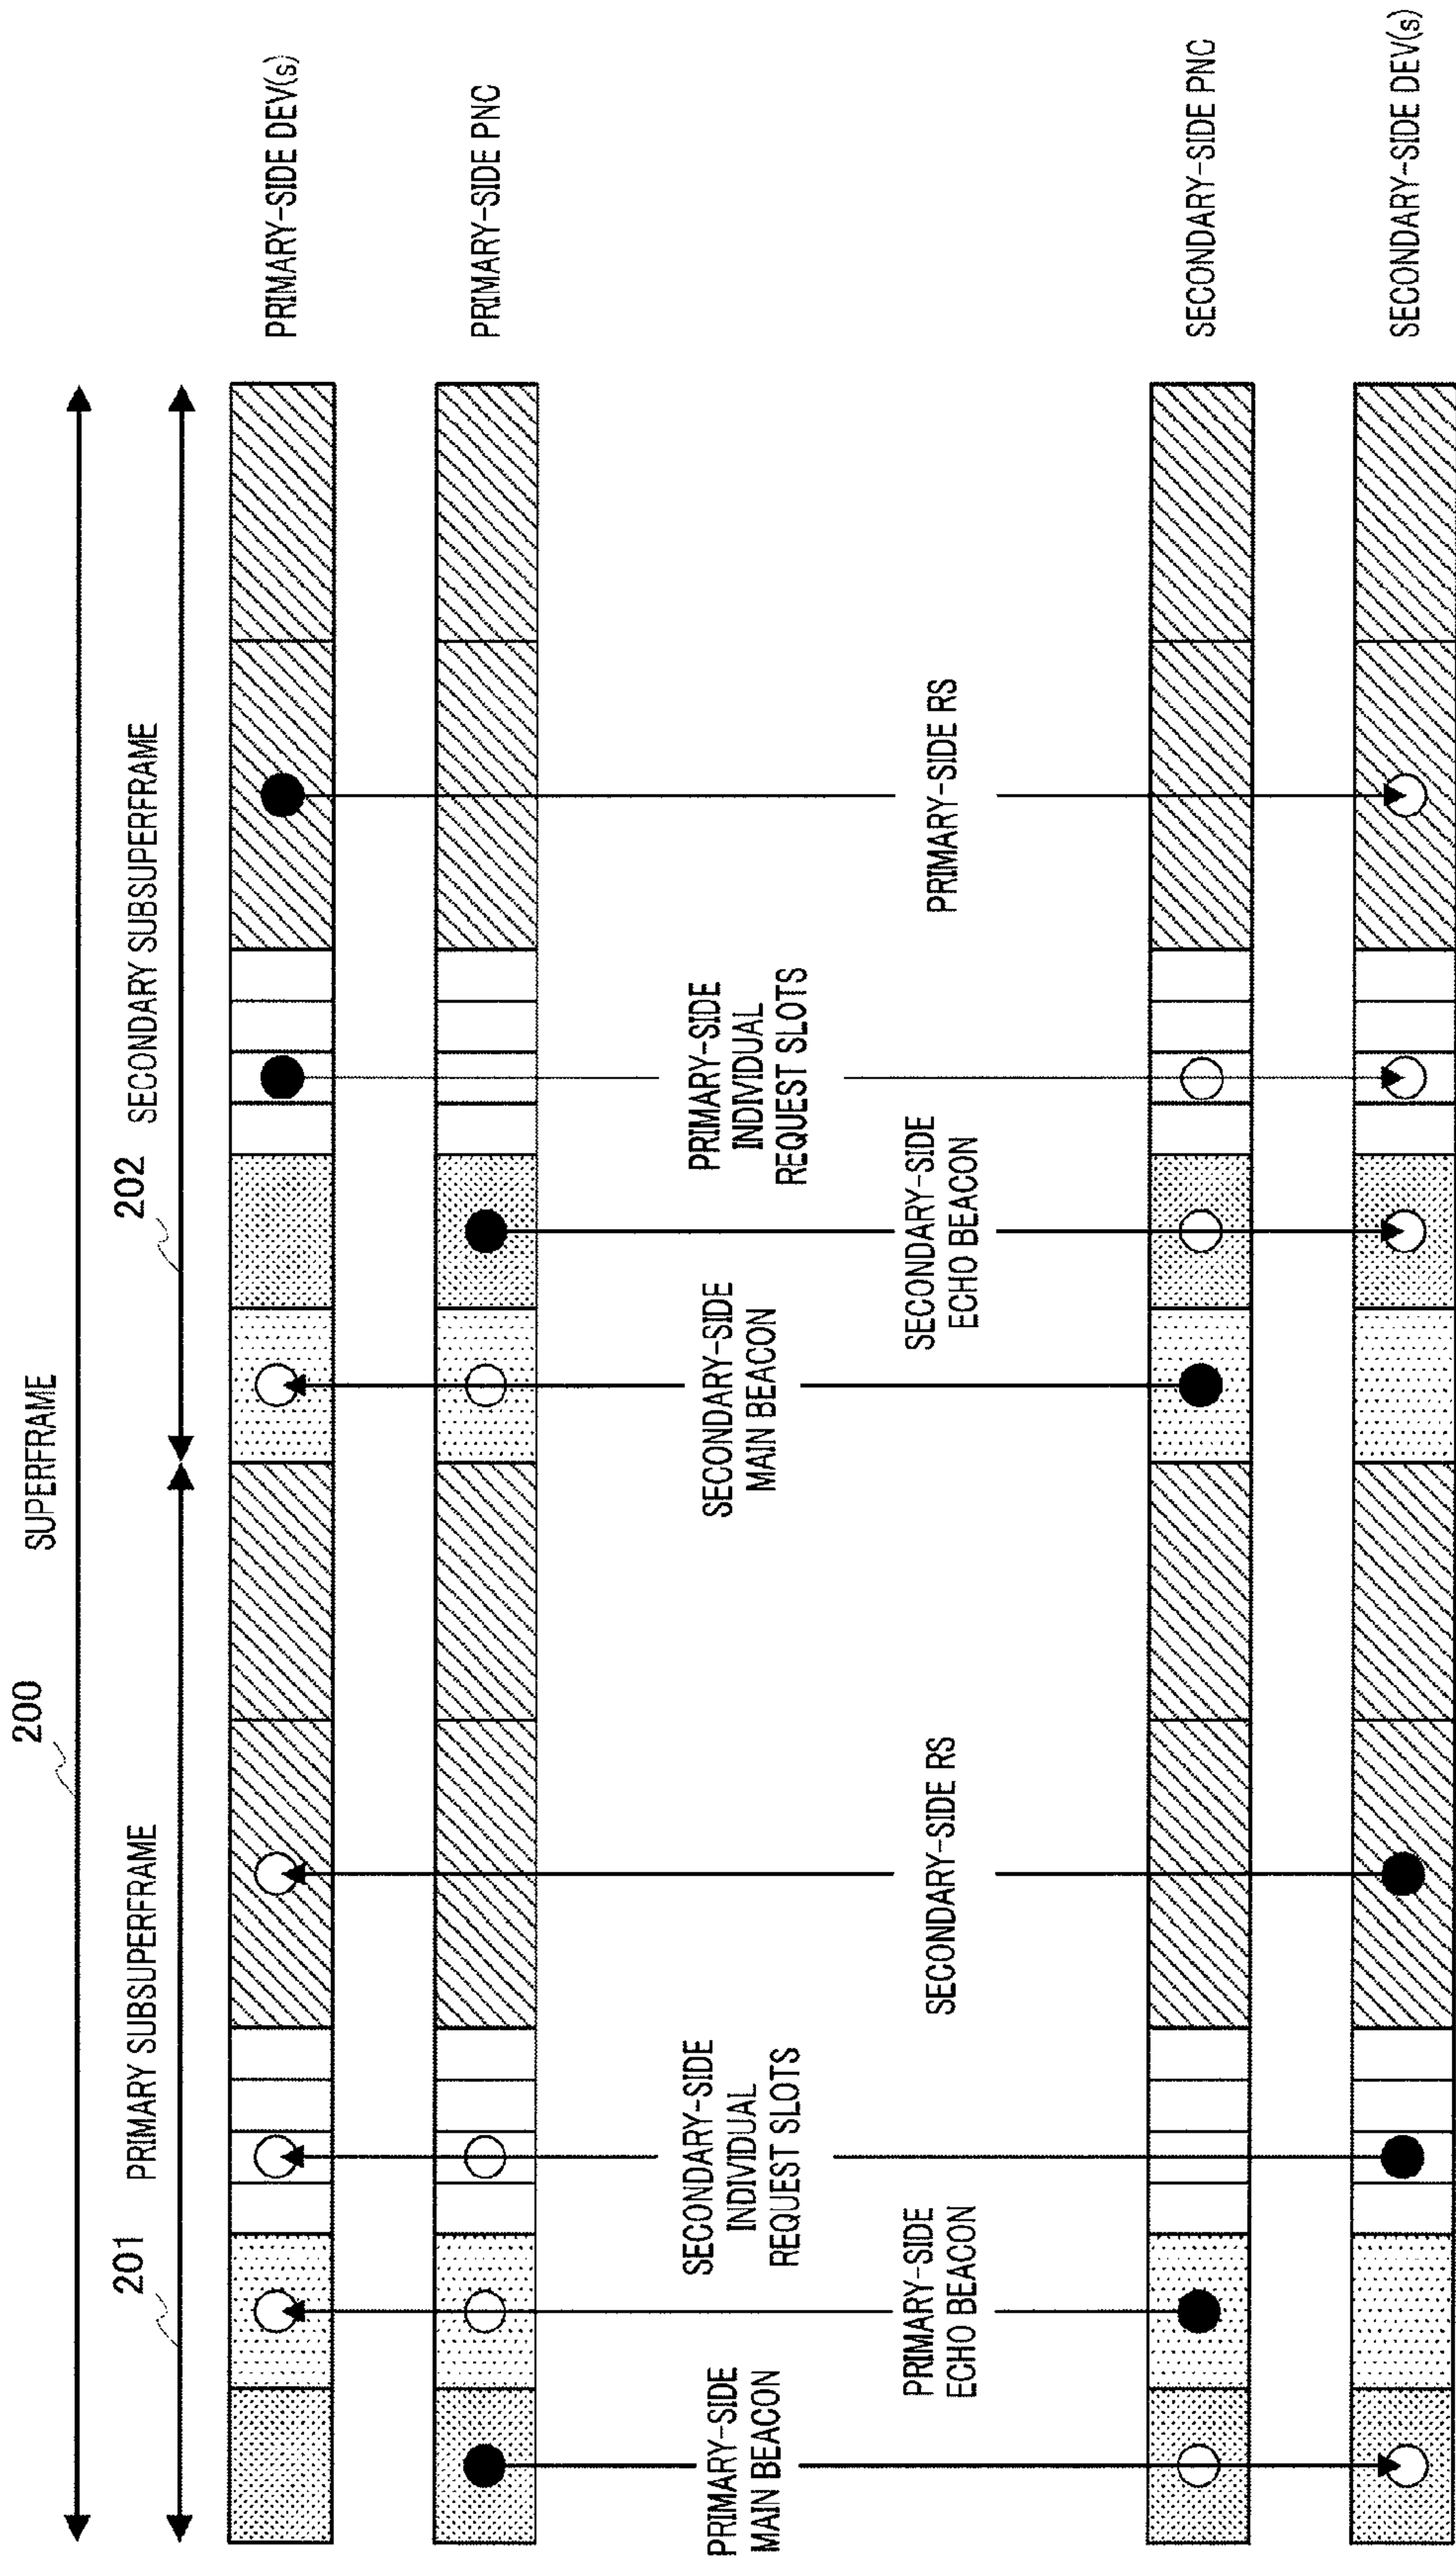 200
SUPERFRAME
201
PRIMARY SUBSUPERFRAME
202
SECONDARY SUBSUPERFRAME
PRIMARY-SIDE DEV(s)
PRIMARY-SIDE PNC
PRIMARY-SIDE
MAIN BEACON
PRIMARY-SIDE
ECHO BEACON
SECONDARY-SIDE
INDIVIDUAL
REQUEST SLOTS
SECONDARY-SIDE RS
SECONDARY-SIDE
MAIN BEACON
SECONDARY-SIDE
ECHO BEACON
PRIMARY-SIDE
INDIVIDUAL
REQUEST SLOTS
PRIMARY-SIDE RS
SECONDARY-SIDE PNC
SECONDARY-SIDE DEV(s)